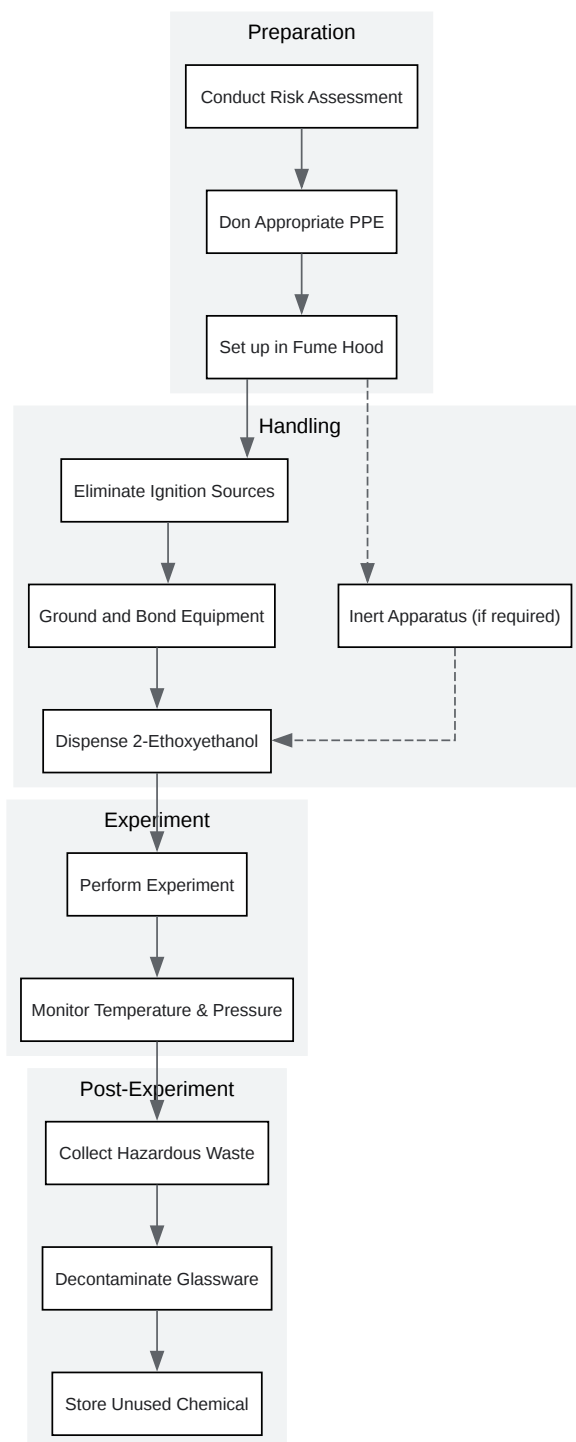 Preparation
Conduct Risk Assessment
Don Appropriate PPE
Set up in Fume Hood
Handling
Eliminate Ignition Sources
Ground and Bond Equipment
Inert Apparatus (if required)
Dispense 2-Ethoxyethanol
Experiment
Perform Experiment
Monitor Temperature & Pressure
Post-Experiment
Collect Hazardous Waste
Decontaminate Glassware
Store Unused Chemical